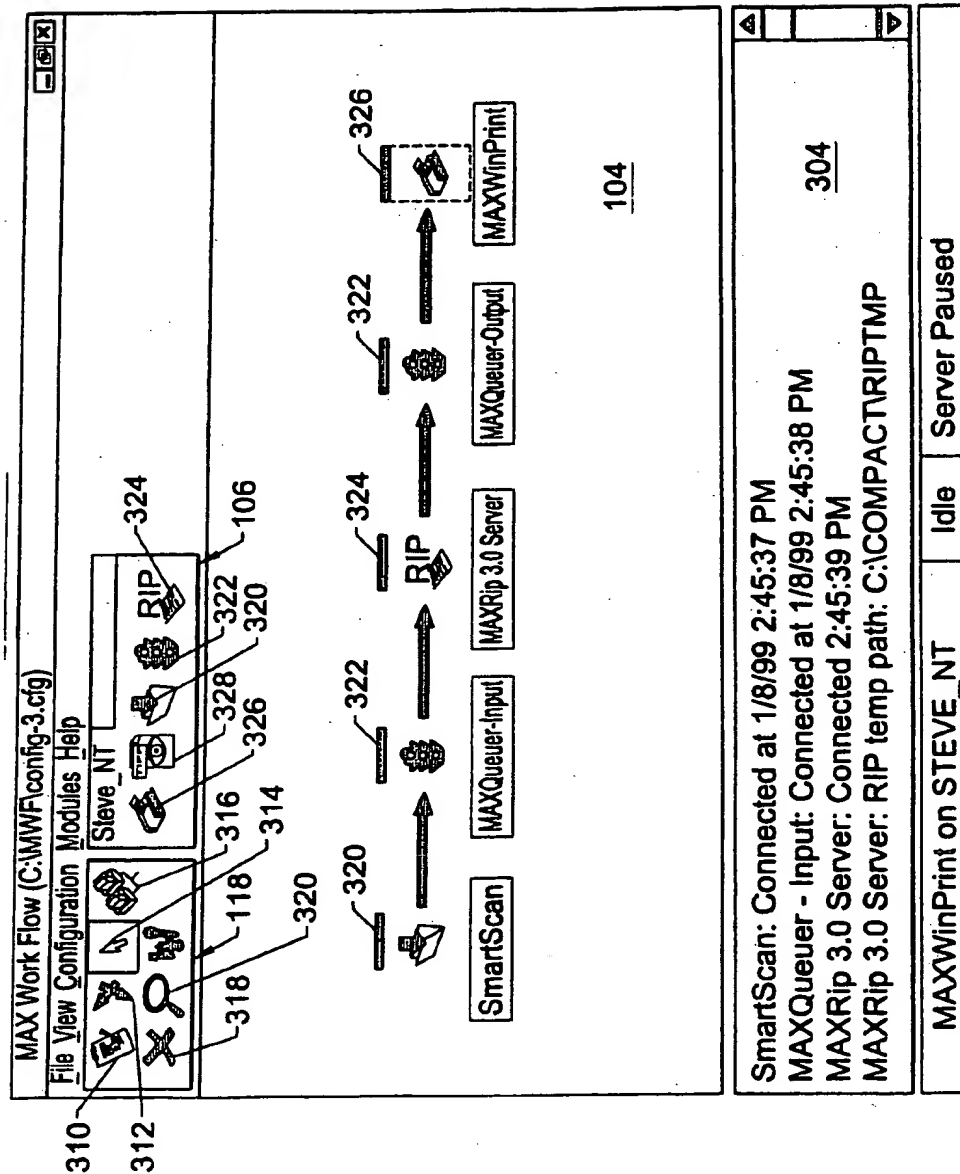 MAX Work Flow (C:\MWF\config-3.cfg)
File View Configuration Modules Help
Steve_NT
RIP
310
312
318
320
118
314
316
326
328
320
322
324
106
320
322
324
322
326
RIP
SmartScan
MAXQueuer-Input
MAXRip 3.0 Server
MAXQueuer-Output
MAXWinPrint
104
SmartScan: Connected at 1/8/99 2:45:37 PM
MAXQueuer - Input: Connected at 1/8/99 2:45:38 PM
MAXRip 3.0 Server: Connected 2:45:39 PM
MAXRip 3.0 Server: RIP temp path: C:\COMPACT\RIPTMP
304
MAXWinPrint on STEVE_NT
Idle
Server Paused